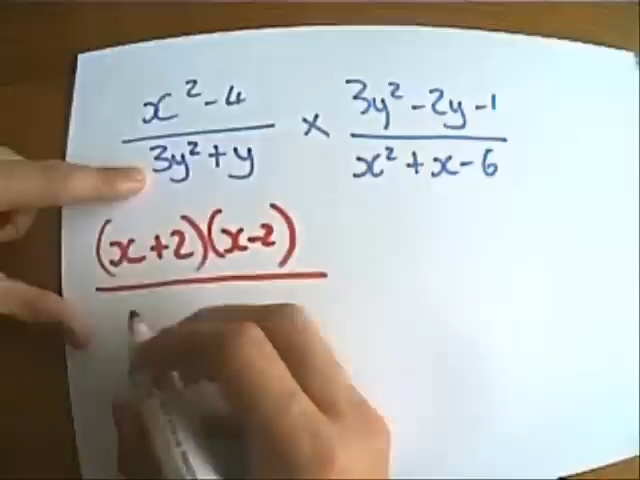 x² - 4 / 3y² + y × 3y² - 2y - 1 / x² + x - 6
(x + 2)(x - 2)